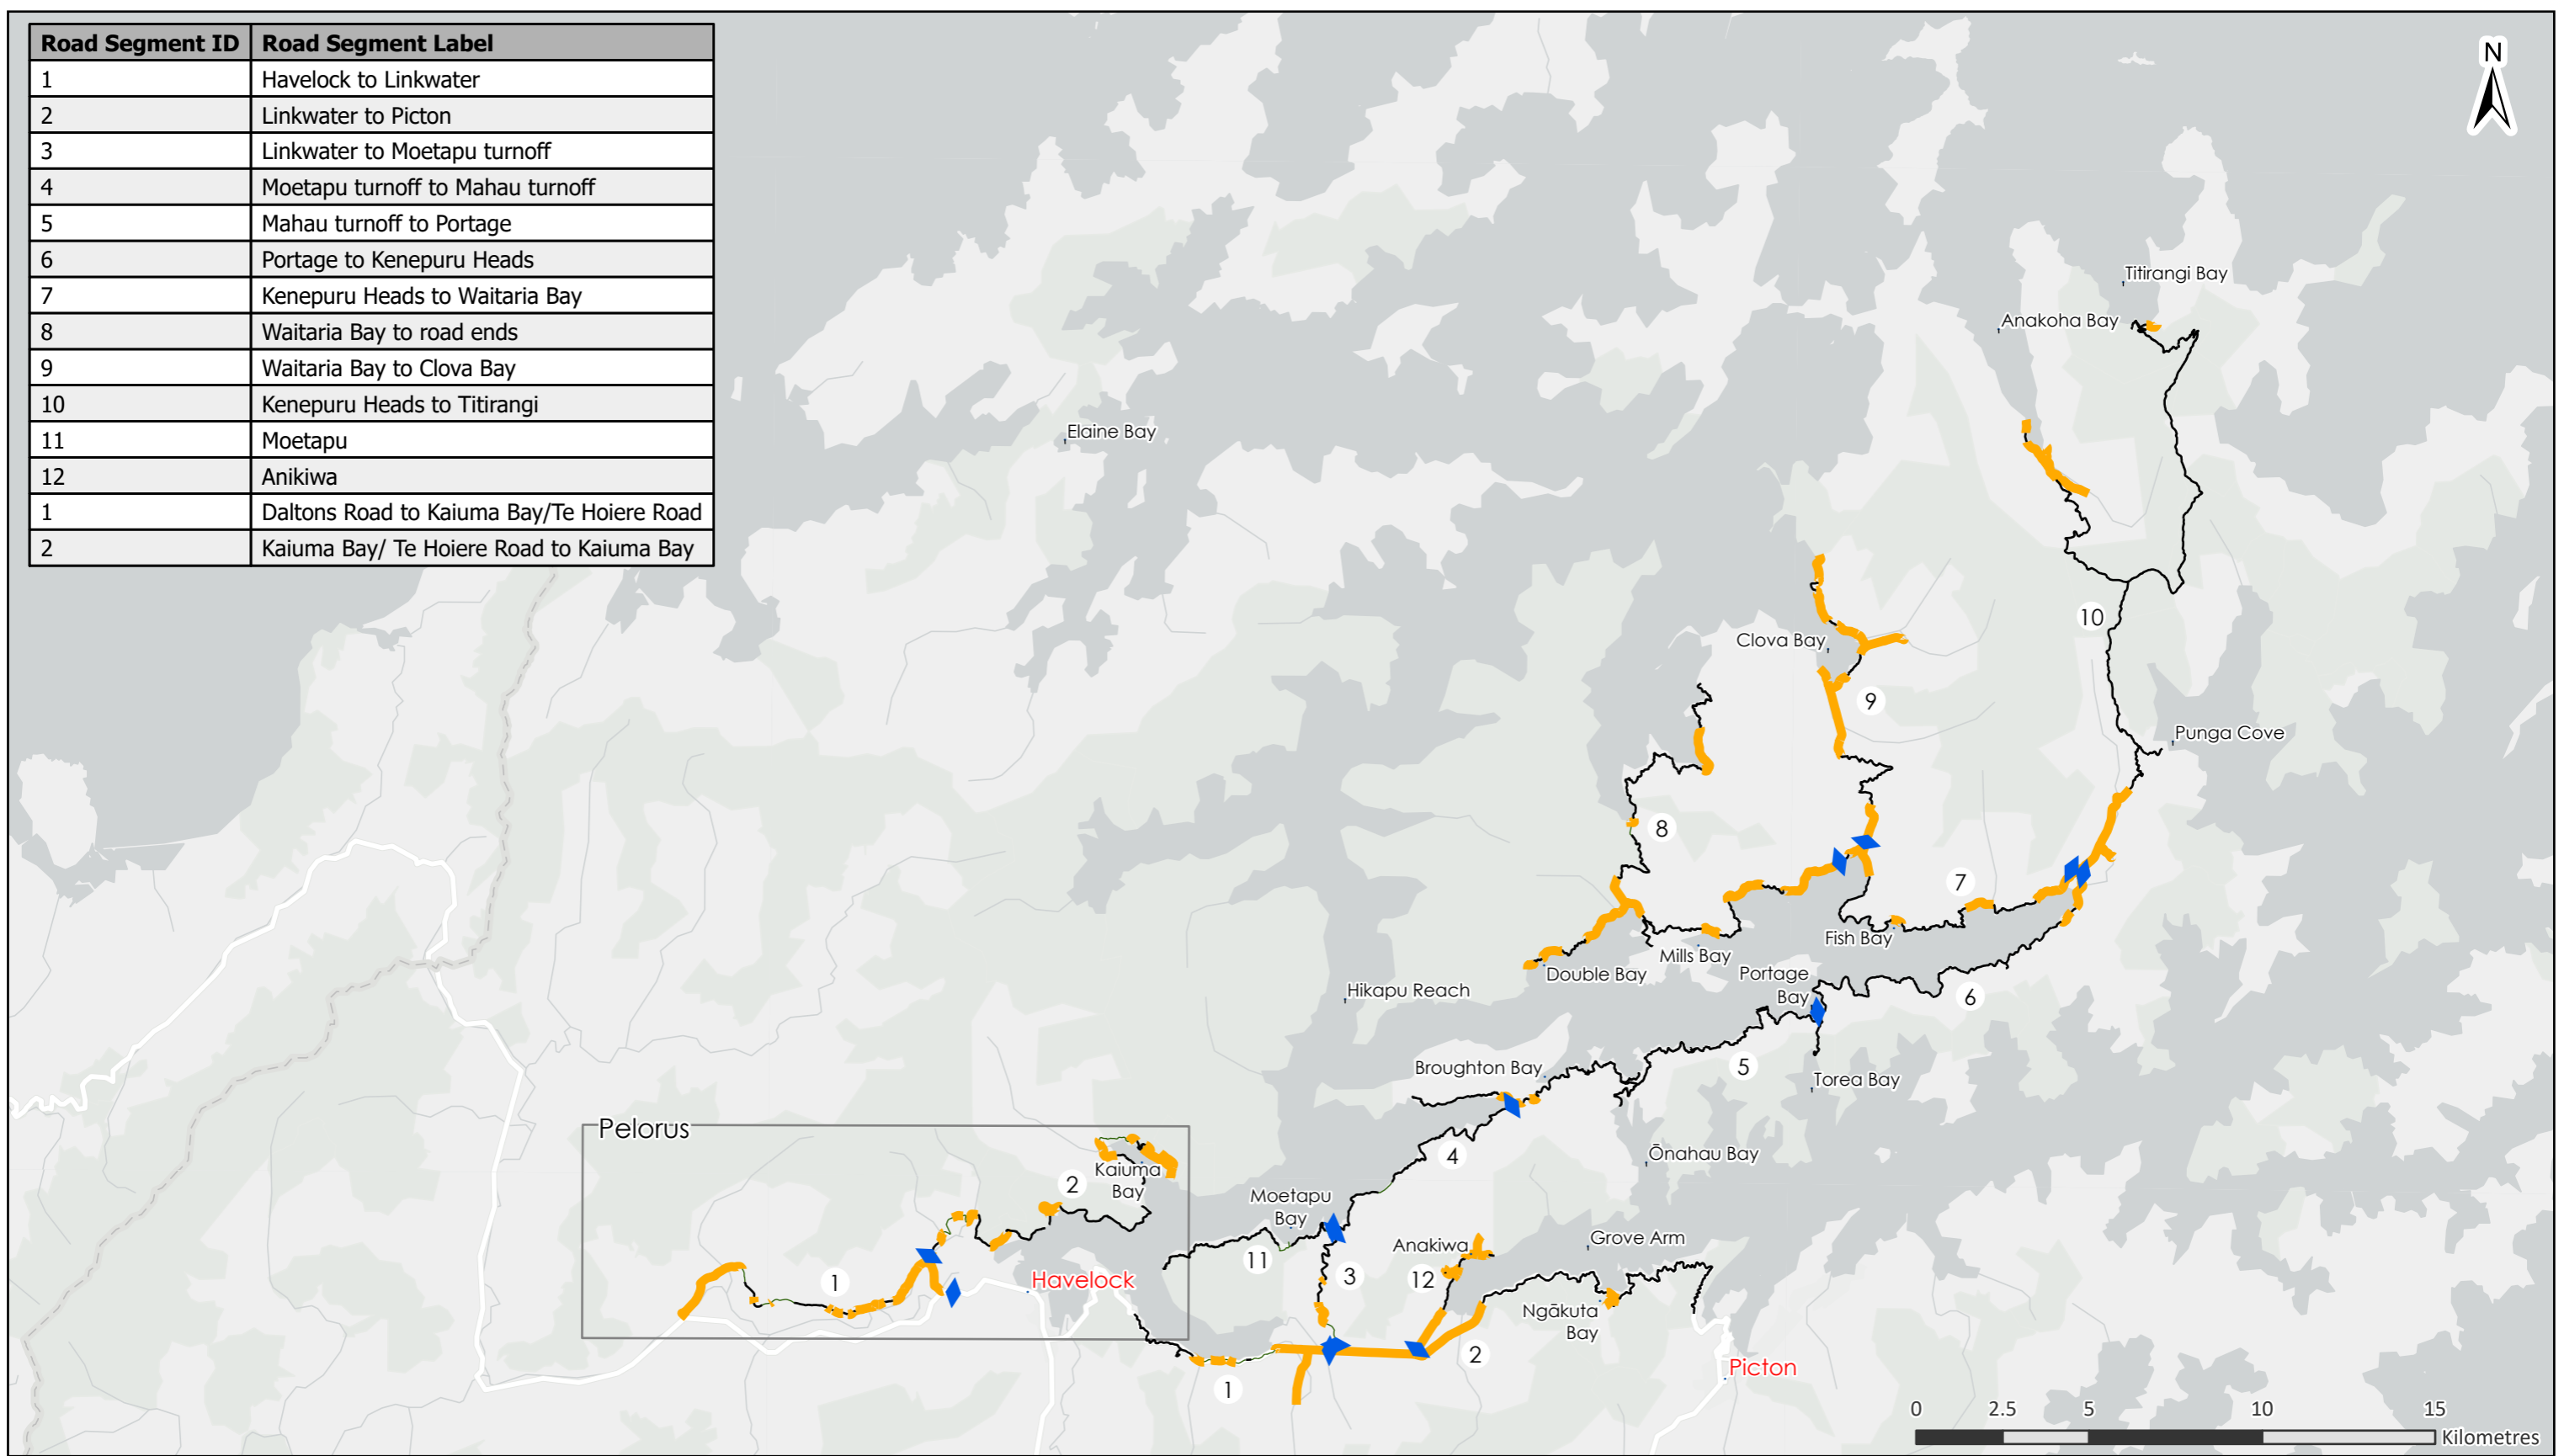 Road Segment ID Road Segment Label
1 Havelock to Linkwater
2 Linkwater to Picton
3 Linkwater to Moetapu turnoff
4 Moetapu turnoff to Mahau turnoff
5 Mahau turnoff to Portage
6 Portage to Kenepuru Heads
7 Kenepuru Heads to Waitaria Bay
8 Waitaria Bay to road ends
9 Waitaria Bay to Clova Bay
10 Kenepuru Heads to Titirangi
11 Moetapu
12 Anikiwa
1 Daltons Road to Kaiuma Bay/Te Hoiere Road
2 Kaiuma Bay/ Te Hoiere Road to Kaiuma Bay
N
Titirangi Bay
Anakoha Bay
Elaine Bay
10
Clova Bay
9
Punga Cove
8
7
Fish Bay
Mills Bay
Double Bay
Portage
Bay
Hikapu Reach
6
5
Broughton Bay
Torea Bay
Pelorus
4
Ōnahau Bay
Kaiuma
Bay
2
Moetapu
Bay
Grove Arm
Anakiwa
11
3
12
1
Havelock
Ngākuta
Bay
2
Picton
1
0 2.5 5 10 15
Kilometres